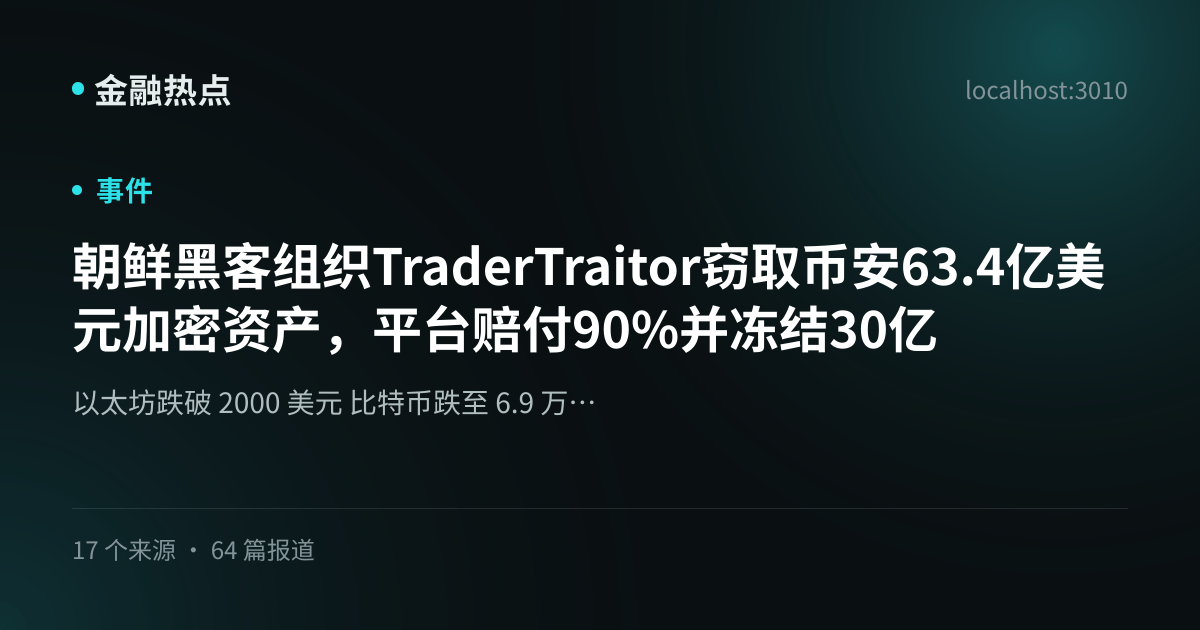 金融热点
localhost:3010
事件
朝鲜黑客组织TraderTraitor窃取币安63.4亿美
元加密资产，平台赔付90%并冻结30亿
以太坊跌破 2000 美元 比特币跌至 6.9 万…
17 个来源 · 64 篇报道